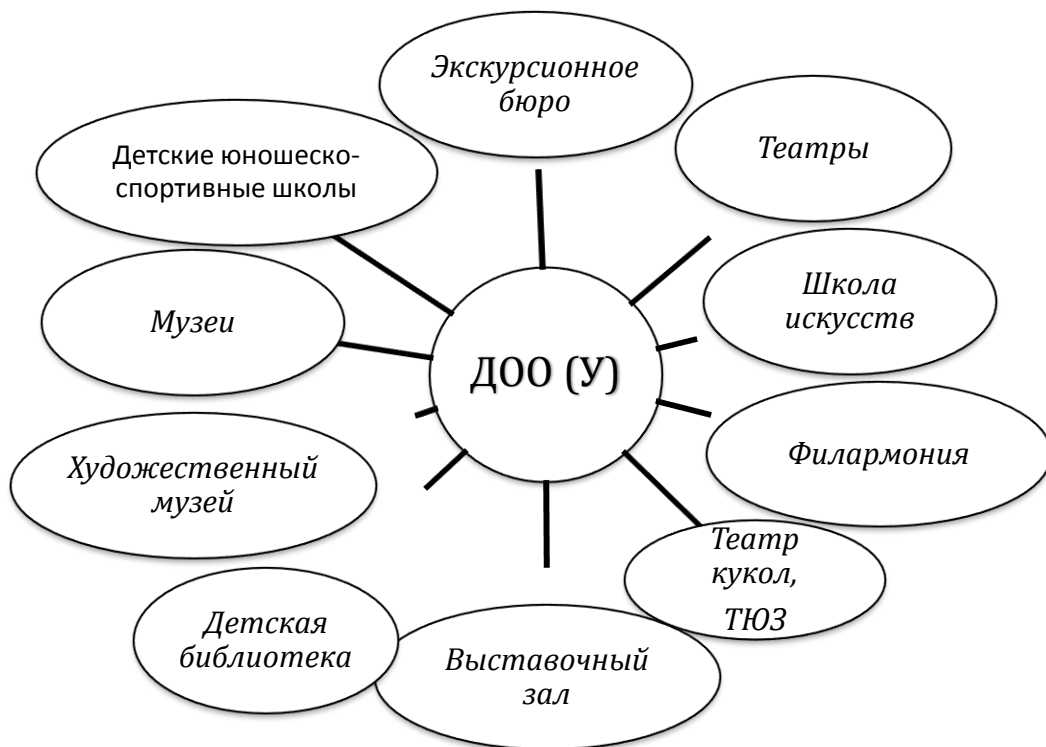 Экскурсионное
бюро
Театры
Детские юношеско-
спортивные школы
Школа
искусств
Музеи
ДОО (У)
Филармония
Художественный
музей
Театр
кукол,
ТЮЗ
Детская
библиотека
Выставочный
зал